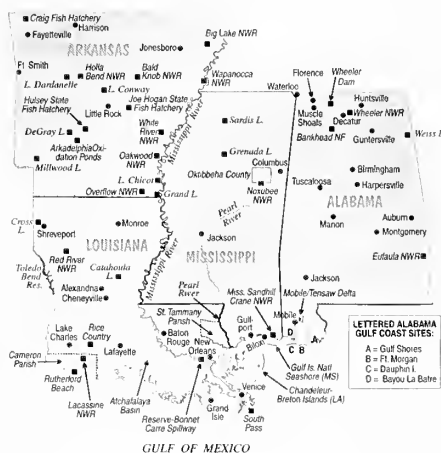 Craig Fish Hatchery
Harrison
Fayetteville
ARKANSAS
Jonesboro
Big Lake NWR
Ft Smith
Holla
Bend NWR
Bald
Knob NWR
Wapanocca
NWR
L. Dardanelle
L. Conway
Hulsey State
Fish Hatchery
Little Rock
Joe Hogan State
Fish Hatchery
DeGray L.
White
River
NWR
Arkadelphia Oxi-
dation Ponds
Millwood L.
Oakwood
NWR
L. Chicot
Overflow NWR
Grand L.
Mississippi River
Waterloo
Florence
Wheeler
Dam
Huntsville
Muscle
Shoals
Decatur
Wheeler NWR
Bankhead NF
Guntersville
Weiss L
Sardis L.
Grenada L.
Columbus
Okbibbeha County
Noxubee
NWR
Birmingham
Tuscaloosa
Harpersville
ALABAMA
Marion
Auburn
Montgomery
Eufaula NWR
Pearl
River
Jackson
MISSISSIPPI
Mississippi River
Cross
L.
Shreveport
Monroe
LOUISIANA
Red River
NWR
Catahoula
L.
Toledo
Bend
Res.
Alexandria
Cheneyville
Pearl
River
Miss. Sandhill
Crane NWR
Jackson
Mobile/Tensaw Delta
Mobile
St. Tammany
Parish
Gulf-
port
Biloxi
D
A
C B
Lake
Charles
Rice
Country
Lafayette
Baton
Rouge
New
Orleans
Cameron
Parish
Rutherford
Beach
Lacassine
NWR
Atchafalaya
Basin
Reserve-Bonnet
Carre Spillway
Grand
Isle
Venice
South
Pass
Gulf Is. Natl
Seashore (MS)
Chandeleur-
Breton Islands (LA)
LETTERED ALABAMA
GULF COAST SITES:
A = Gulf Shores
B = Ft. Morgan
C = Dauphin I.
D = Bayou La Batre
GULF OF MEXICO